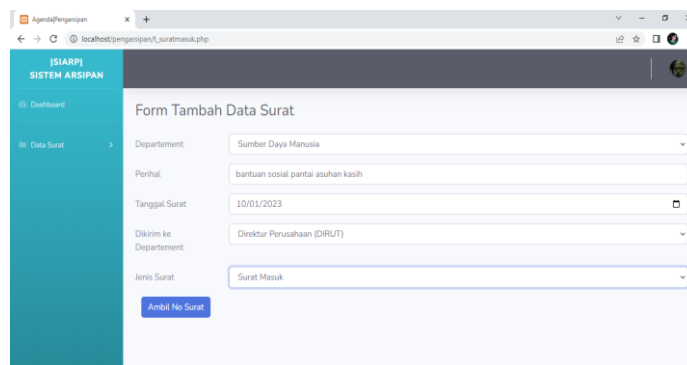 Agenda|Pengarsipan
localhost/pengarsipan/t_suratmasuk.php
|SIARP|
SISTEM ARSIPAN
Dashboard
Data Surat
Form Tambah Data Surat
Departement
Sumber Daya Manusia
Perihal
bantuan sosial pantai asuhan kasih
Tanggal Surat
10/01/2023
Dikirim ke
Departement
Direktur Perusahaan (DIRUT)
Jenis Surat
Surat Masuk
Ambil No Surat